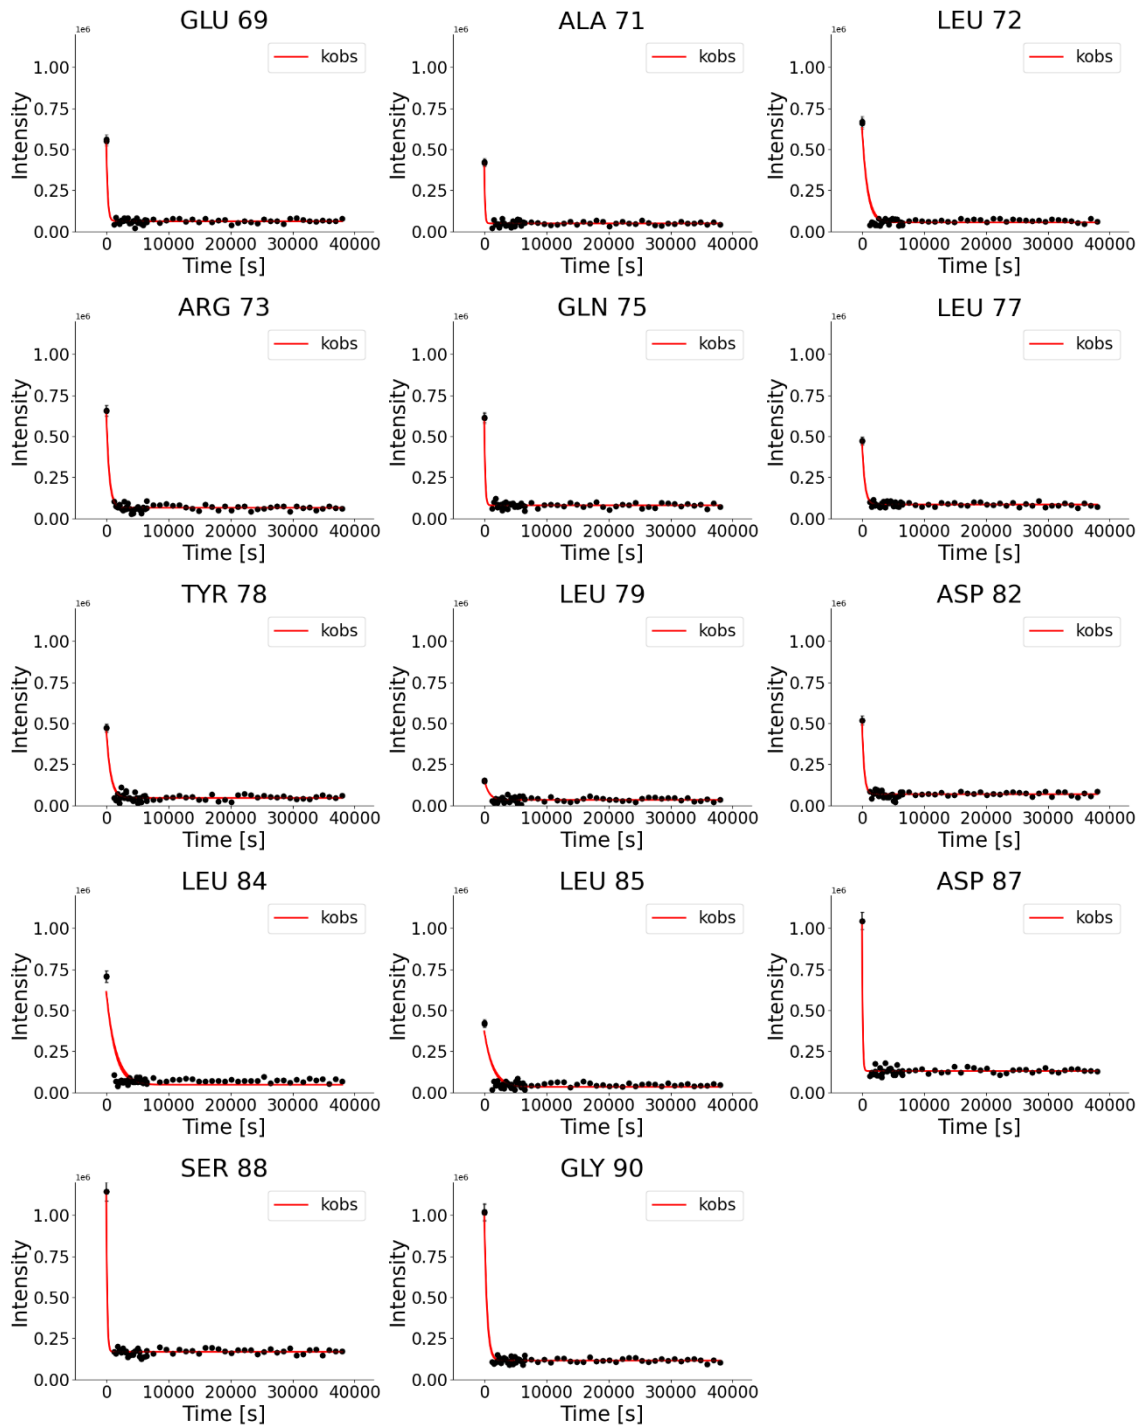 GLU 69
1e6
kobs
1.00
0.75
0.50
0.25
0.00
Intensity
0 10000 20000 30000 40000
Time [s]
ALA 71
1e6
kobs
1.00
0.75
0.50
0.25
0.00
Intensity
0 10000 20000 30000 40000
Time [s]
LEU 72
1e6
kobs
1.00
0.75
0.50
0.25
0.00
Intensity
0 10000 20000 30000 40000
Time [s]
ARG 73
1e6
kobs
1.00
0.75
0.50
0.25
0.00
Intensity
0 10000 20000 30000 40000
Time [s]
GLN 75
1e6
kobs
1.00
0.75
0.50
0.25
0.00
Intensity
0 10000 20000 30000 40000
Time [s]
LEU 77
1e6
kobs
1.00
0.75
0.50
0.25
0.00
Intensity
0 10000 20000 30000 40000
Time [s]
TYR 78
1e6
kobs
1.00
0.75
0.50
0.25
0.00
Intensity
0 10000 20000 30000 40000
Time [s]
LEU 79
1e6
kobs
1.00
0.75
0.50
0.25
0.00
Intensity
0 10000 20000 30000 40000
Time [s]
ASP 82
1e6
kobs
1.00
0.75
0.50
0.25
0.00
Intensity
0 10000 20000 30000 40000
Time [s]
LEU 84
1e6
kobs
1.00
0.75
0.50
0.25
0.00
Intensity
0 10000 20000 30000 40000
Time [s]
LEU 85
1e6
kobs
1.00
0.75
0.50
0.25
0.00
Intensity
0 10000 20000 30000 40000
Time [s]
ASP 87
1e6
kobs
1.00
0.75
0.50
0.25
0.00
Intensity
0 10000 20000 30000 40000
Time [s]
SER 88
1e6
kobs
1.00
0.75
0.50
0.25
0.00
Intensity
0 10000 20000 30000 40000
Time [s]
GLY 90
1e6
kobs
1.00
0.75
0.50
0.25
0.00
Intensity
0 10000 20000 30000 40000
Time [s]